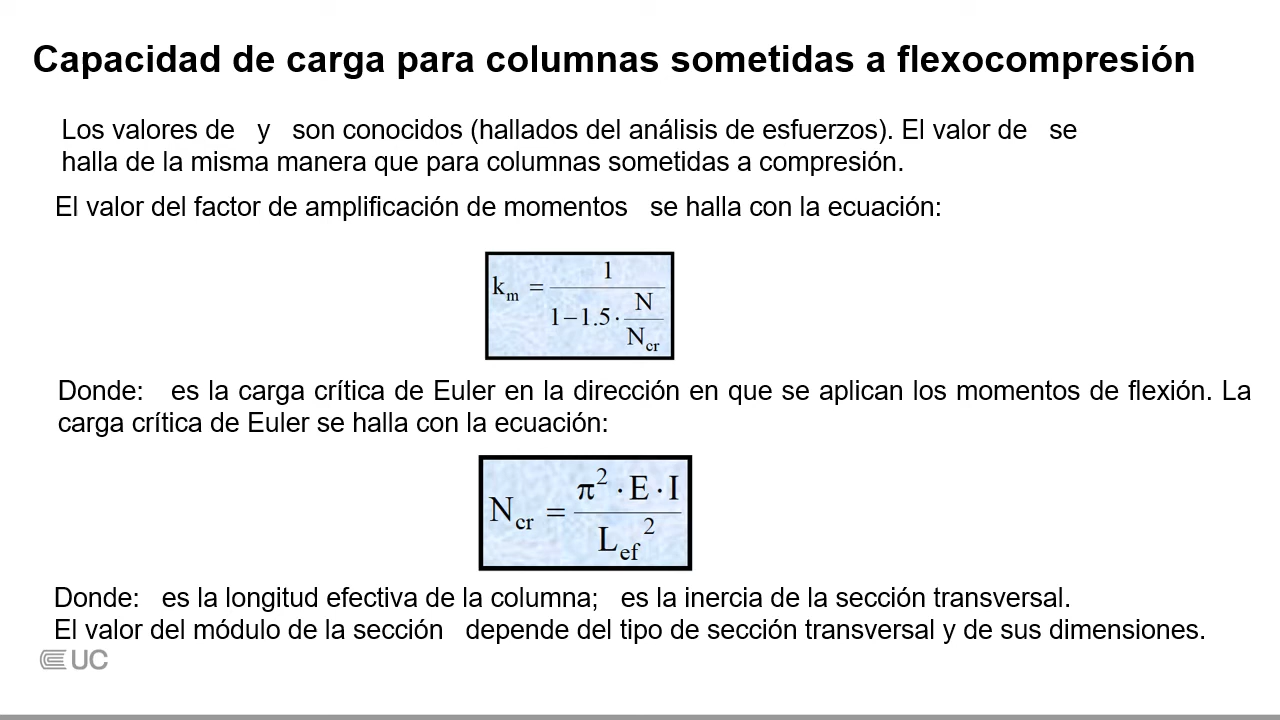 Capacidad de carga para columnas sometidas a flexocompresión
Los valores de y son conocidos (hallados del análisis de esfuerzos). El valor de se
halla de la misma manera que para columnas sometidas a compresión.
El valor del factor de amplificación de momentos se halla con la ecuación:
k_m = 1 / (1 − 1.5 · N / N_cr)
Donde: es la carga crítica de Euler en la dirección en que se aplican los momentos de flexión. La
carga crítica de Euler se halla con la ecuación:
N_cr = π² · E · I / L_ef²
Donde: es la longitud efectiva de la columna; es la inercia de la sección transversal.
El valor del módulo de la sección depende del tipo de sección transversal y de sus dimensiones.
UC